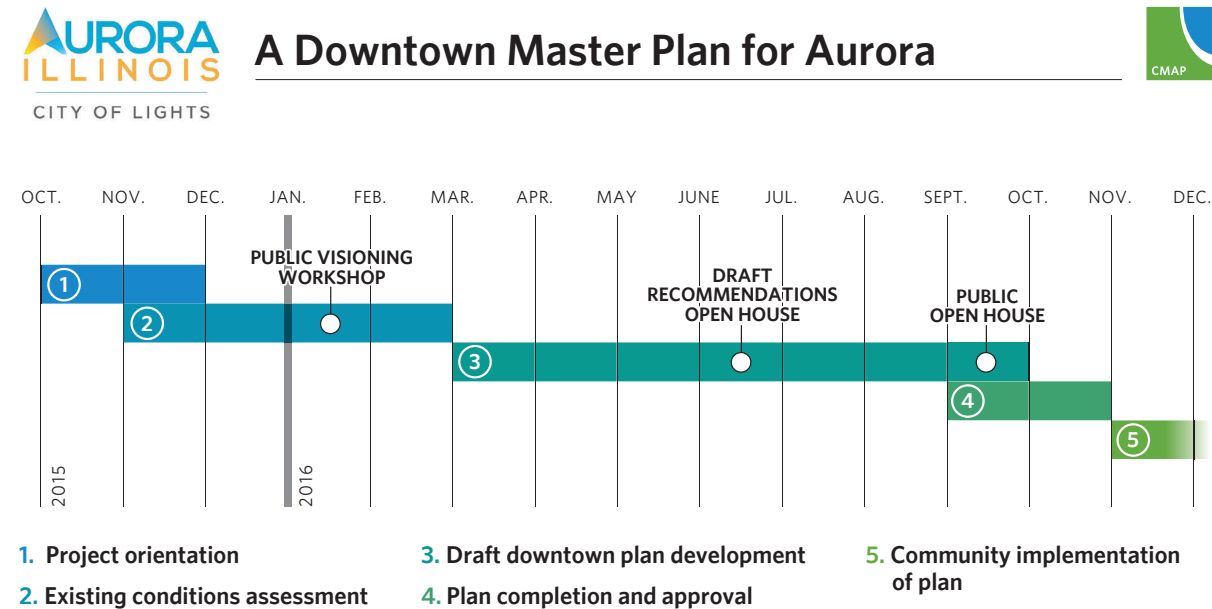 AURORA
ILLINOIS
CITY OF LIGHTS
A Downtown Master Plan for Aurora
CMAP
OCT. NOV. DEC. JAN. FEB. MAR. APR. MAY JUNE JUL. AUG. SEPT. OCT. NOV. DEC.
1
PUBLIC VISIONING
WORKSHOP
2
DRAFT
RECOMMENDATIONS
OPEN HOUSE
PUBLIC
OPEN HOUSE
3
4
5
2015
2016
1. Project orientation
2. Existing conditions assessment
3. Draft downtown plan development
4. Plan completion and approval
5. Community implementation
of plan